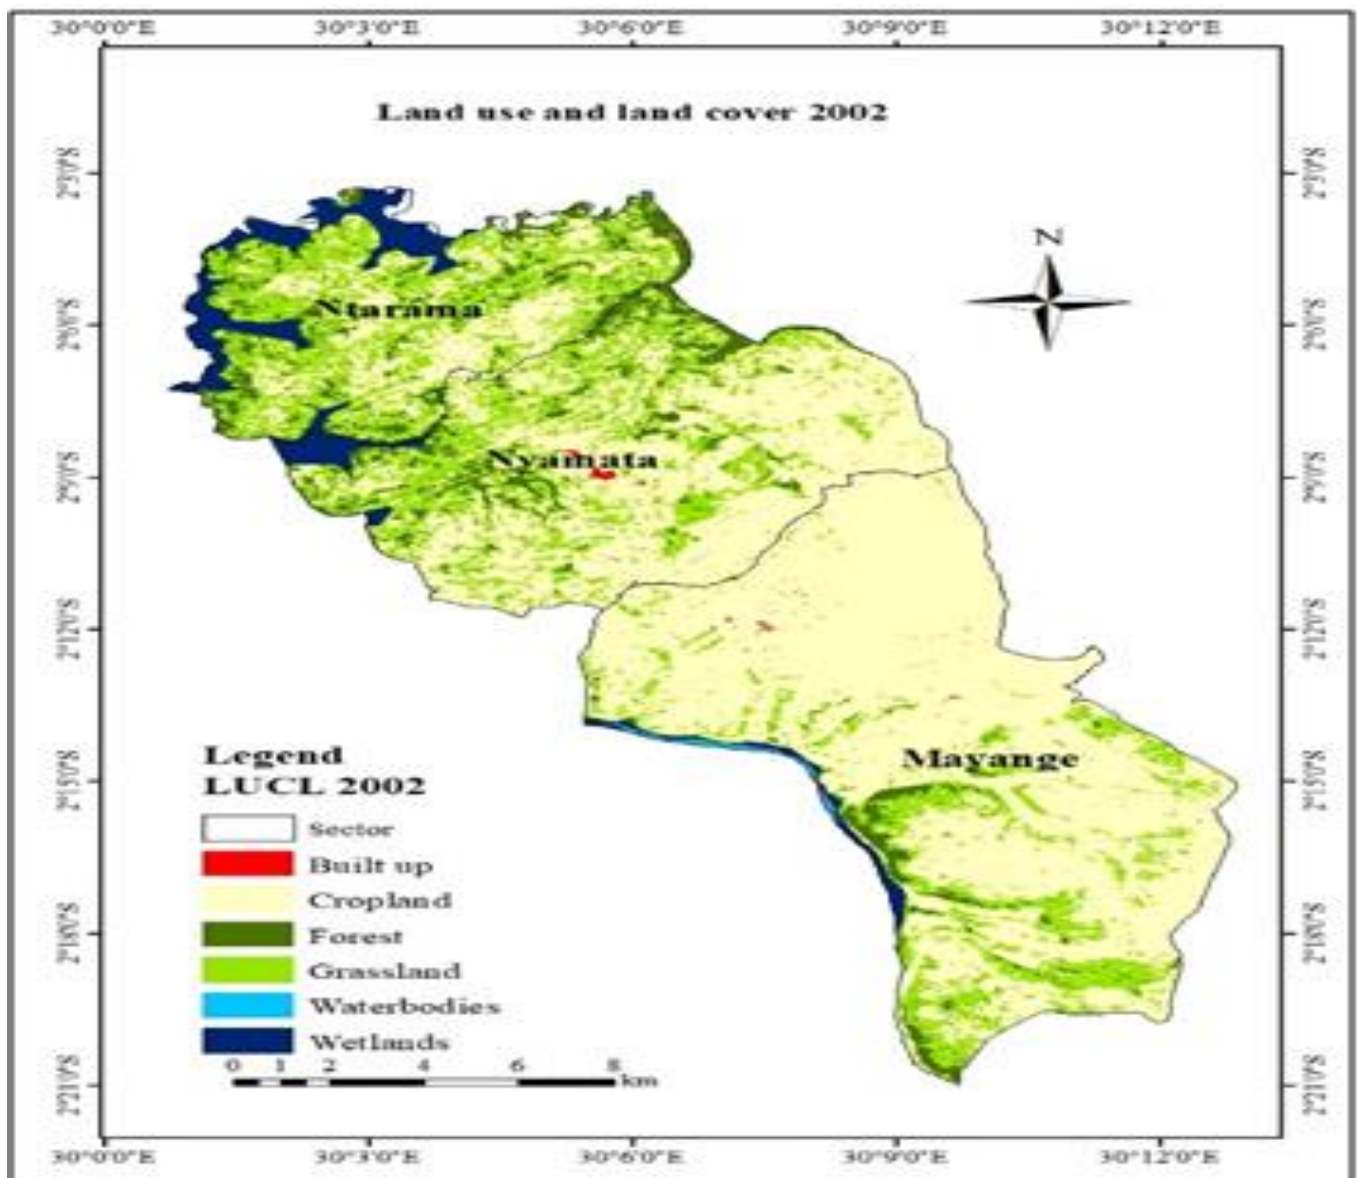 30°0'0"E 30°3'0"E 30°6'0"E 30°9'0"E 30°12'0"E
Land use and land cover 2002
2°3'0"S 2°3'0"S
N
Ntarama
2°6'0"S 2°6'0"S
Nyamata
2°9'0"S 2°9'0"S
2°12'0"S 2°12'0"S
Mayange
2°15'0"S 2°15'0"S
Legend
LUCL 2002
Sector
Built up
Cropland
Forest
2°18'0"S 2°18'0"S
Grassland
Waterbodies
Wetlands
0 1 2 4 6 8
km
2°21'0"S 2°21'0"S
30°0'0"E 30°3'0"E 30°6'0"E 30°9'0"E 30°12'0"E